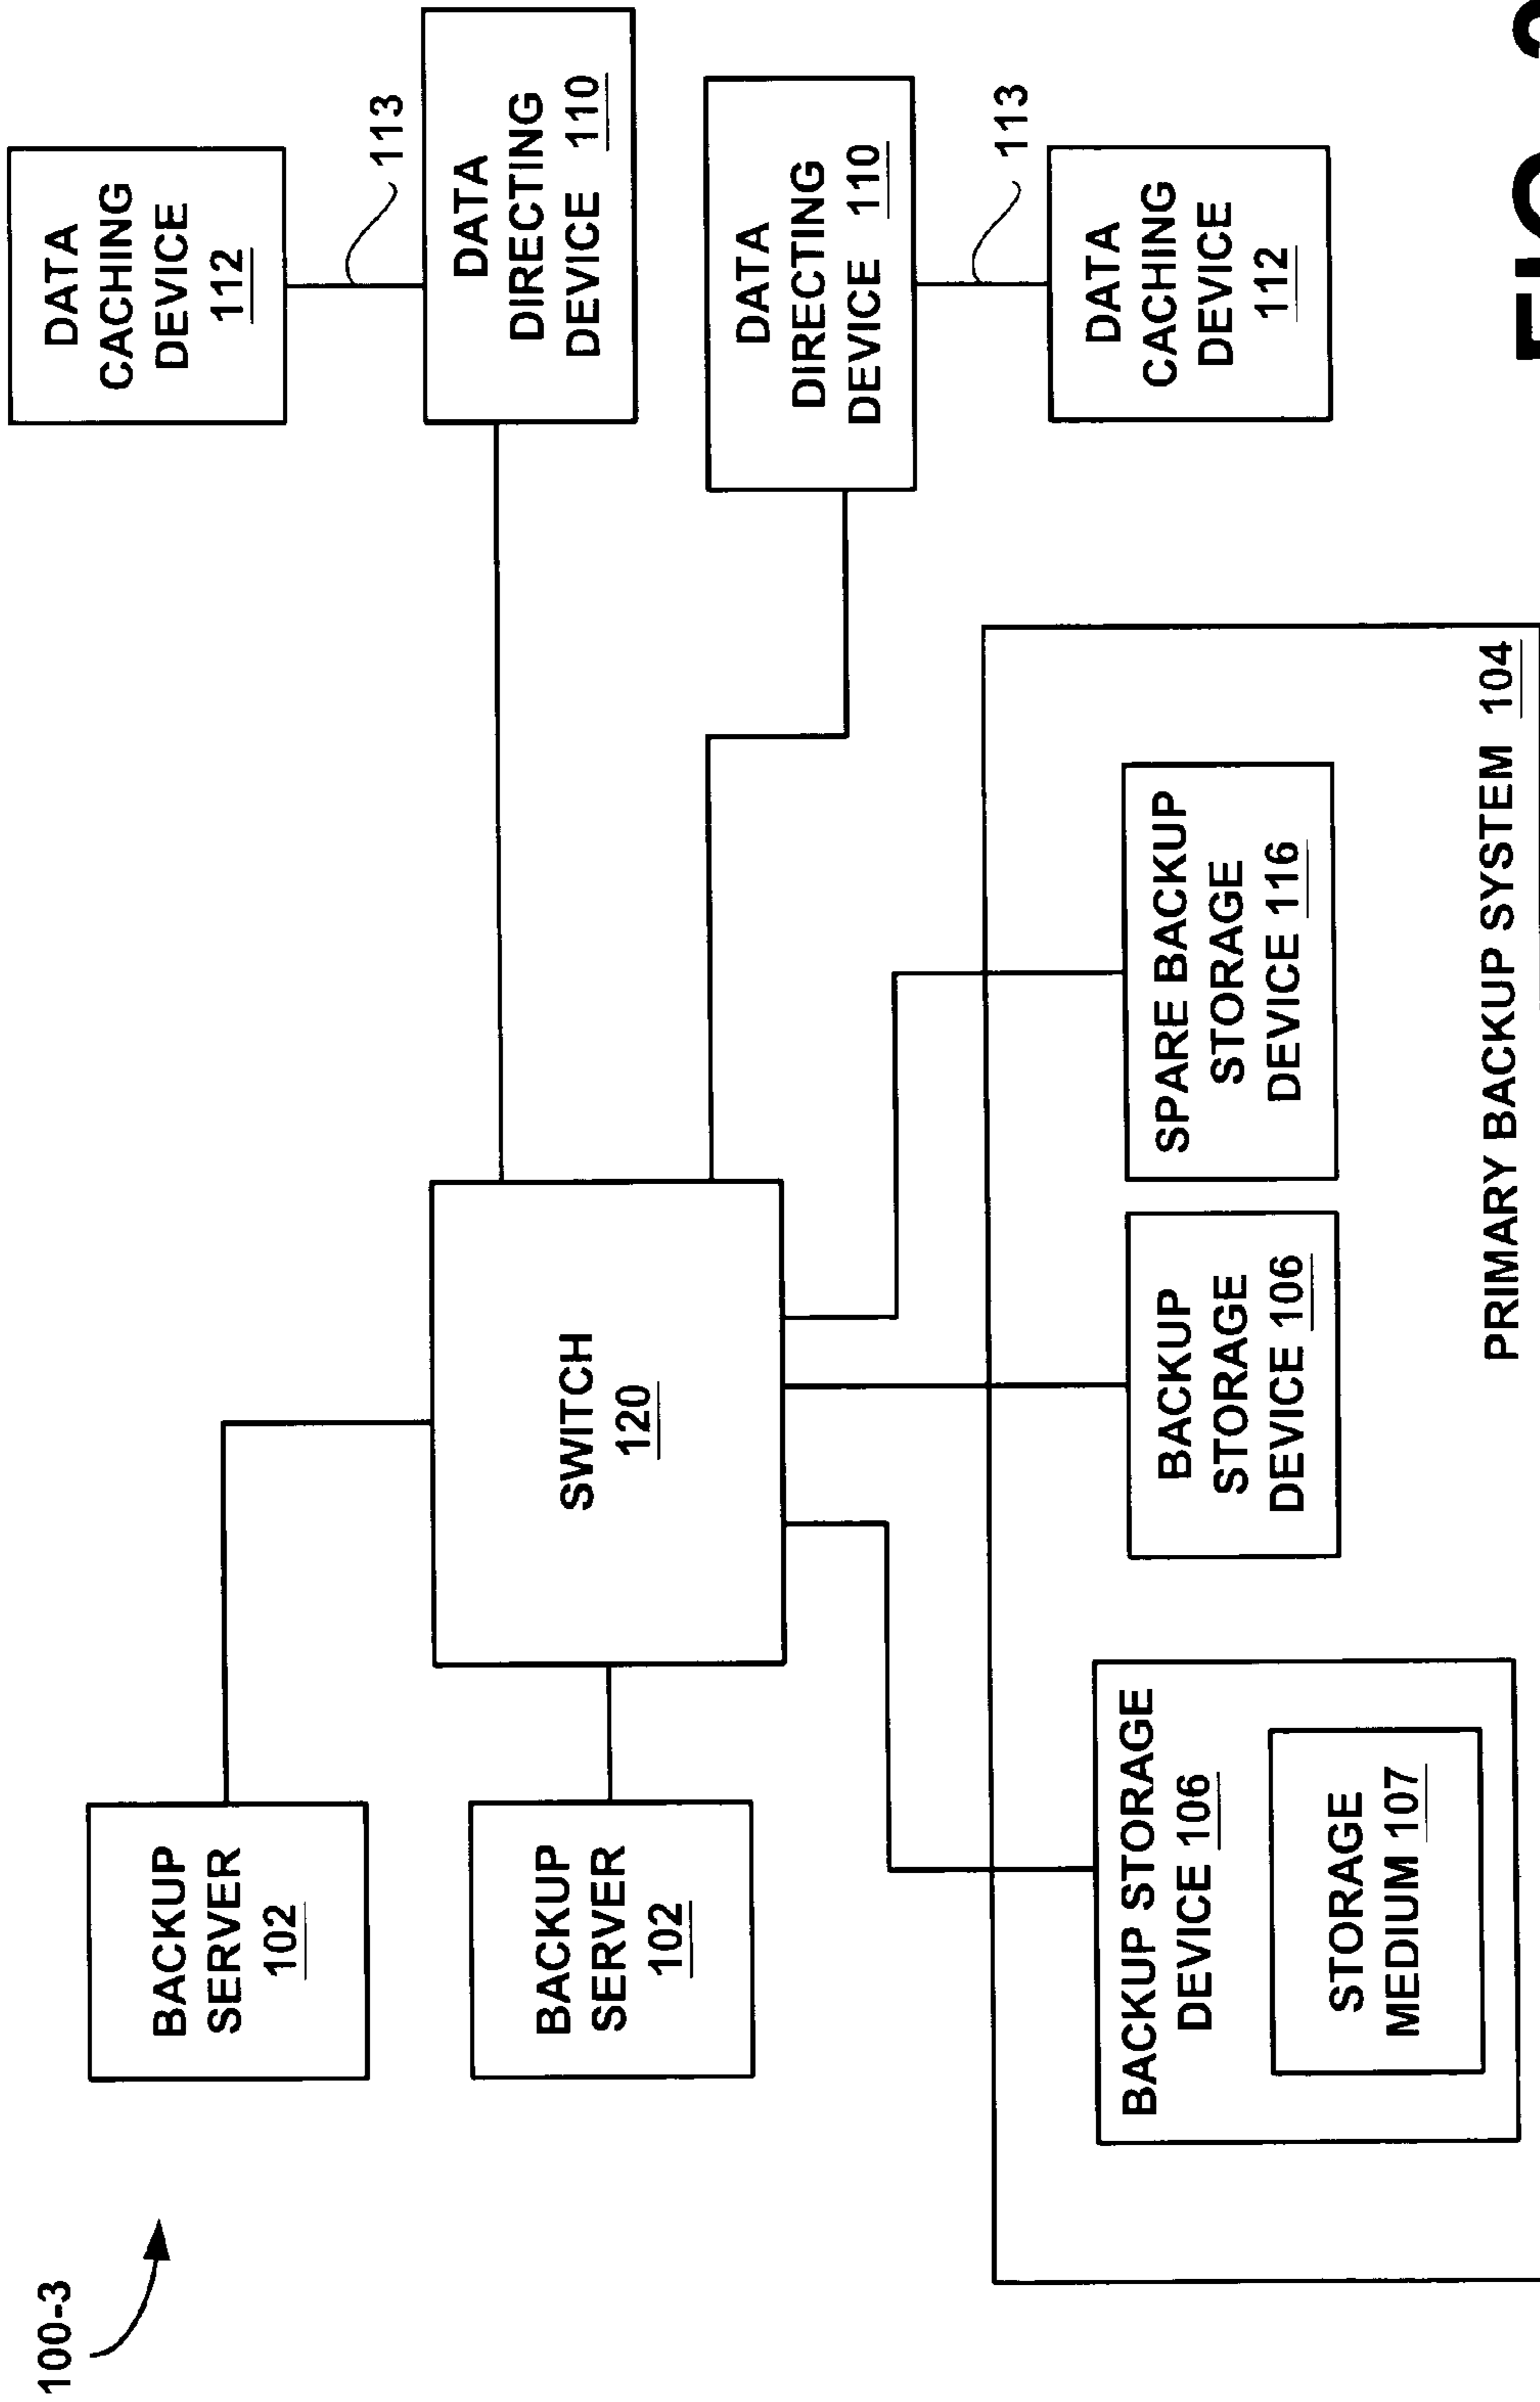 100-3
BACKUP
SERVER
102
BACKUP
SERVER
102
SWITCH
120
DATA
CACHING
DEVICE
112
113
DATA
DIRECTING
DEVICE 110
DATA
DIRECTING
DEVICE 110
113
DATA
CACHING
DEVICE
112
BACKUP STORAGE
DEVICE 106
STORAGE
MEDIUM 107
BACKUP
STORAGE
DEVICE 106
SPARE BACKUP
STORAGE
DEVICE 116
PRIMARY BACKUP SYSTEM 104